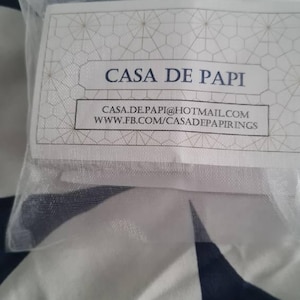 CASA DE PAPI
CASA.DE.PAPI@HOTMAIL.COM
WWW.FB.COM/CASADEPAPIRINGS